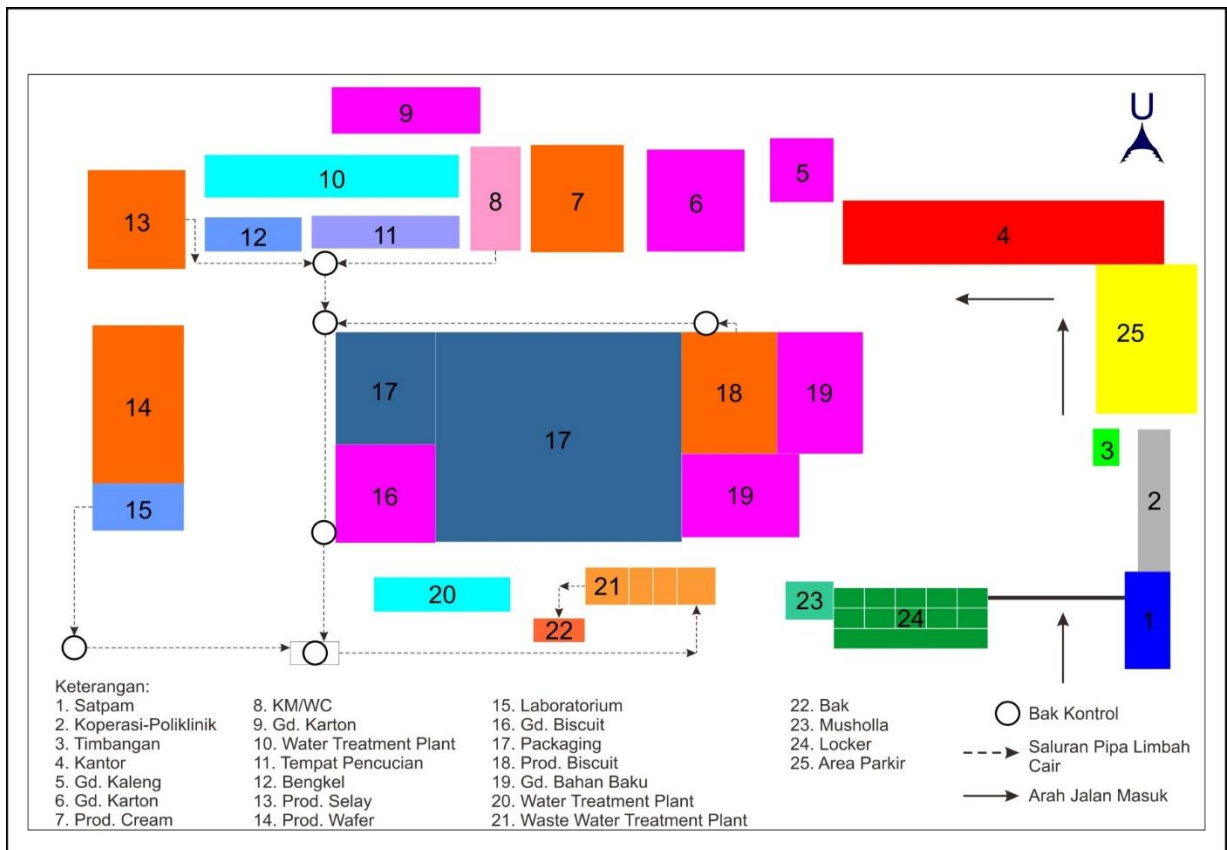 U
9
5
10
8
7
6
13
4
12
11
25
17
18
19
14
17
3
16
19
2
15
21
20
23
1
22
24
Keterangan:
1. Satpam
2. Koperasi-Poliklinik
3. Timbangan
4. Kantor
5. Gd. Kaleng
6. Gd. Karton
7. Prod. Cream
8. KM/WC
9. Gd. Karton
10. Water Treatment Plant
11. Tempat Pencucian
12. Bengkel
13. Prod. Selay
14. Prod. Wafer
15. Laboratorium
16. Gd. Biscuit
17. Packaging
18. Prod. Biscuit
19. Gd. Bahan Baku
20. Water Treatment Plant
21. Waste Water Treatment Plant
22. Bak
23. Musholla
24. Locker
25. Area Parkir
Bak Kontrol
Saluran Pipa Limbah
Cair
Arah Jalan Masuk